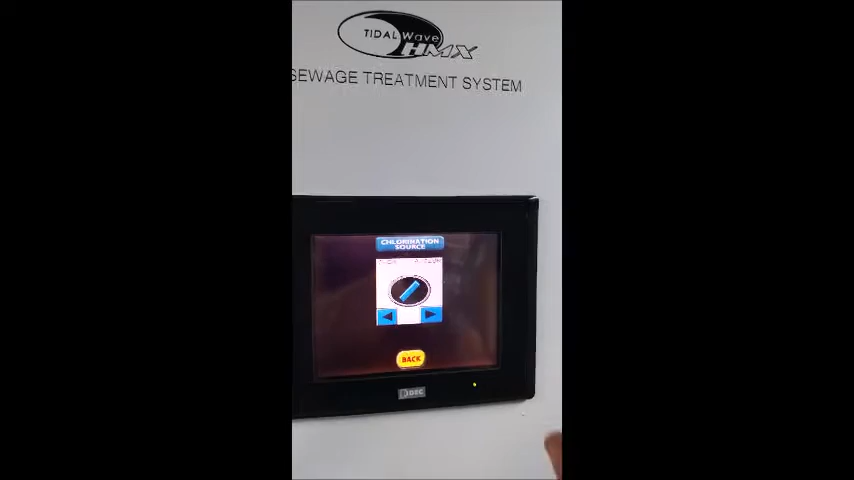 TIDAL Wave
HMX
SEWAGE TREATMENT SYSTEM
CHLORINATION
SOURCE
BACK
IDEC